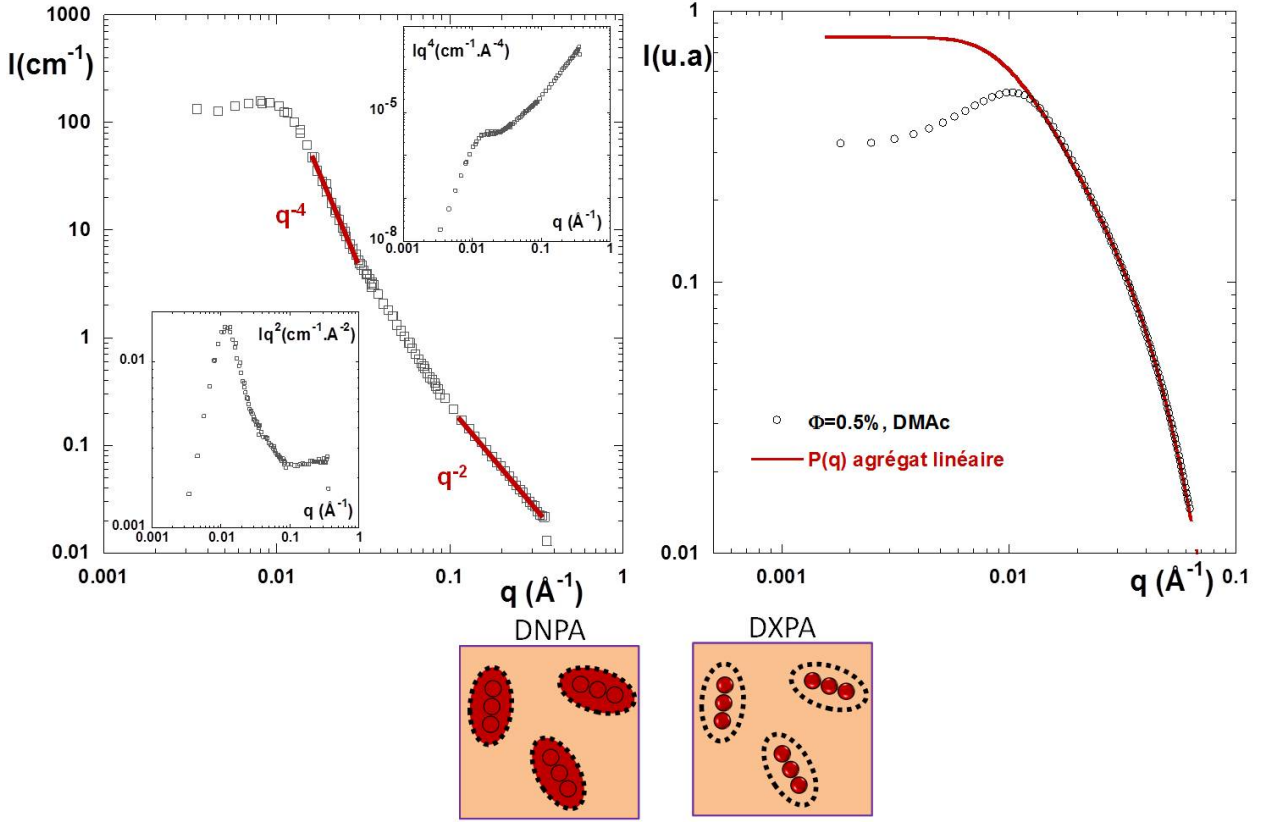 1000
100
10
1
0.1
0.01
I(cm⁻¹)
0.001
0.01
0.1
1
q (Å⁻¹)
q⁻⁴
q⁻²
Iq⁴(cm⁻¹.A⁻⁴)
10⁻⁵
10⁻⁸
0.001
0.01
0.1
1
q (Å⁻¹)
Iq²(cm⁻¹.A⁻²)
0.01
0.001
0.001
0.01
0.1
1
q (Å⁻¹)
1
I(u.a)
0.1
0.01
Φ=0.5% , DMAc
P(q) agrégat linéaire
0.001
0.01
0.1
q (Å⁻¹)
DNPA
DXPA